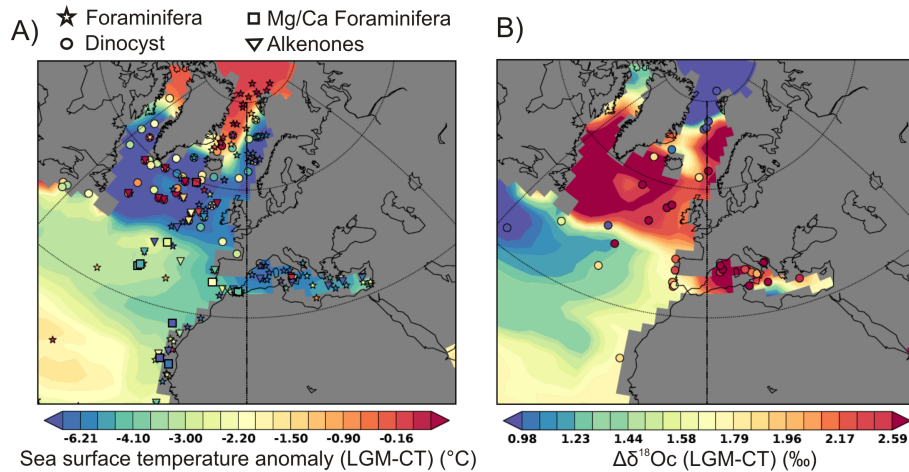 A)
Foraminifera
Mg/Ca Foraminifera
B)
Dinocyst
Alkenones
-6.21 -4.10 -3.00 -2.20 -1.50 -0.90 -0.16
Sea surface temperature anomaly (LGM-CT) (°C)
0.98 1.23 1.44 1.58 1.79 1.96 2.17 2.59
Δδ¹⁸Oc (LGM-CT) (‰)